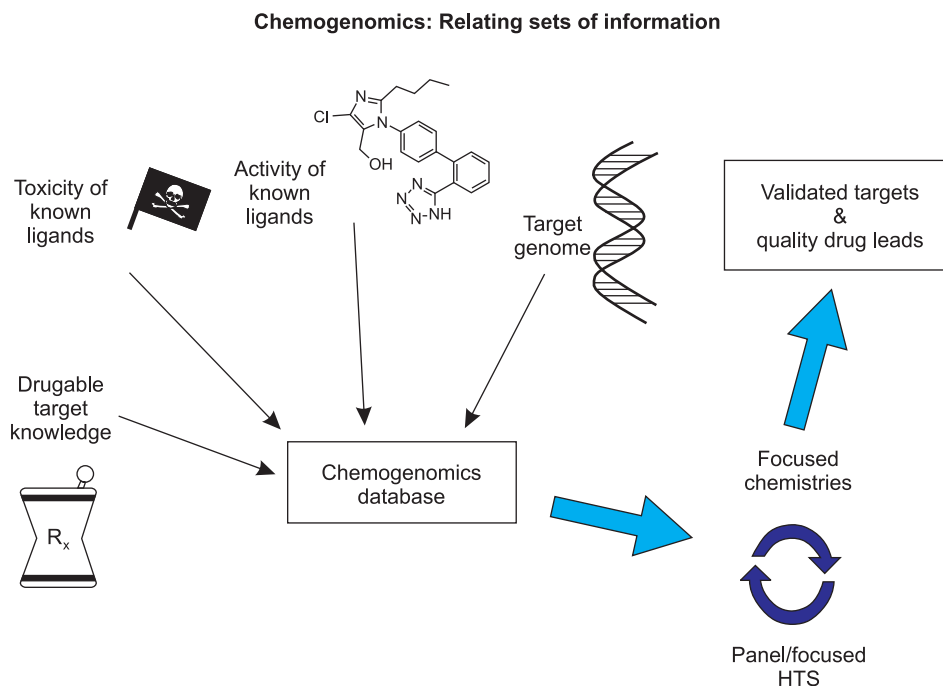 Chemogenomics: Relating sets of information
Toxicity of
known
ligands
Activity of
known
ligands
Cl
N
N
OH
N
N
N
NH
Target
genome
Validated targets
&
quality drug leads
Drugable
target
knowledge
Rx
Chemogenomics
database
Focused
chemistries
Panel/focused
HTS